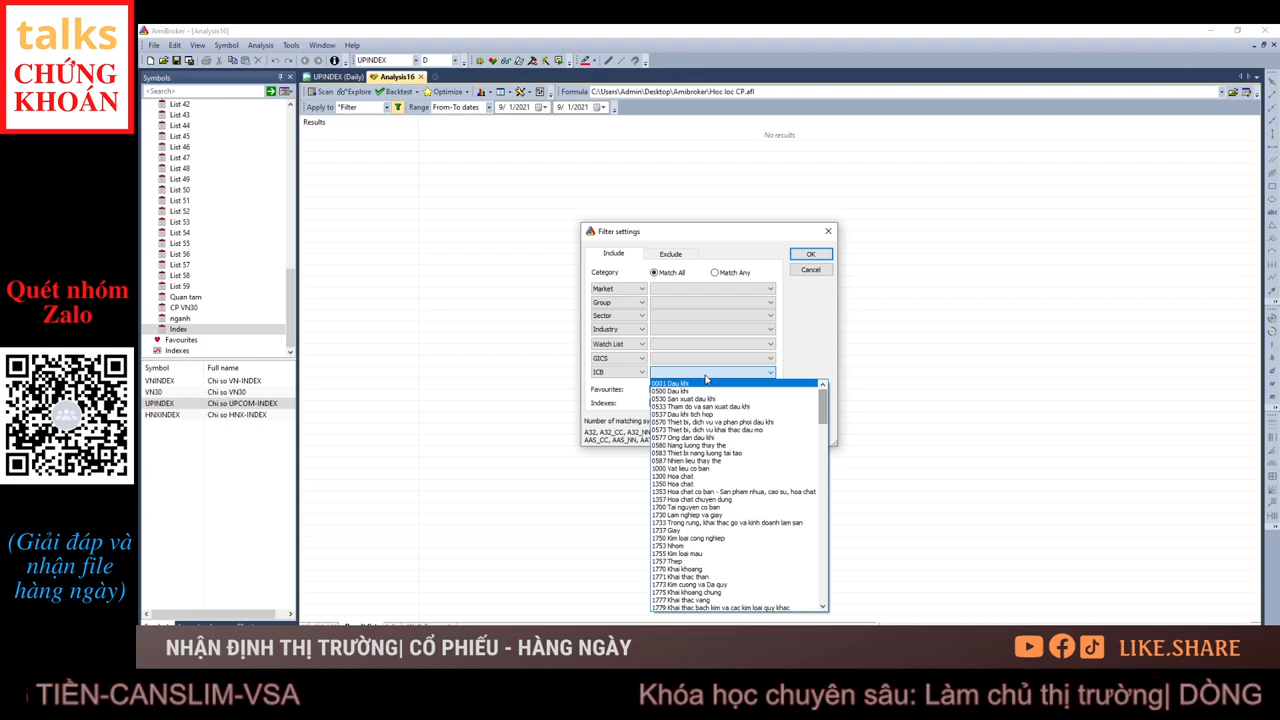 talks
CHỨNG
KHOÁN
Quét nhóm
Zalo
(Giải đáp và
nhận file
hàng ngày)
AmiBroker - [Analysis16]
File Edit View Symbol Analysis Tools Window Help
UPINDEX D
Symbols
<Search>
List 42
List 43
List 44
List 45
List 46
List 47
List 48
List 49
List 50
List 51
List 52
List 53
List 54
List 55
List 56
List 57
List 58
List 59
Quan tam
CP VN30
nganh
Index
Favourites
Indexes
Symbol Full name
VNINDEX Chi so VN-INDEX
VN30 Chi so VN30
UPINDEX Chi so UPCOM-INDEX
HNXINDEX Chi so HNX-INDEX
UPINDEX (Daily) Analysis16
Scan Explore Backtest Optimize Formula C:\Users\Admin\Desktop\Amibroker\Hoc loc CP.afl
Apply to *Filter Range From-To dates 9/ 1/2021 9/ 1/2021
Results
No results
Filter settings
Include Exclude
OK
Cancel
Category Match All Match Any
Market
Group
Sector
Industry
Watch List
GICS
ICB
Favourites:
Indexes:
Number of matching sy
A32, A32_CC, A32_NN
AAS_CC, AAS_NN, AA
0001 Dau khi
0500 Dau khi
0530 San xuat dau khi
0533 Tham do va san xuat dau khi
0537 Dau khi tich hop
0570 Thiet bi, dich vu va phan phoi dau khi
0573 Thiet bi, dich vu khai thac dau mo
0577 Ong dan dau khi
0580 Nang luong thay the
0583 Thiet bi nang luong tai tao
0587 Nhien lieu thay the
1000 Vat lieu co ban
1300 Hoa chat
1350 Hoa chat
1353 Hoa chat co ban - San pham nhua, cao su, hoa chat
1357 Hoa chat chuyen dung
1700 Tai nguyen co ban
1730 Lam nghiep va giay
1733 Trong rung, khai thac go va kinh doanh lam san
1737 Giay
1750 Kim loai cong nghiep
1753 Nhom
1755 Kim loai mau
1757 Thep
1770 Khai khoang
1771 Khai thac than
1773 Kim cuong va Da quy
1775 Khai khoang chung
1777 Khai thac vang
1779 Khai thac bach kim va cac kim loai quy khac
NHẬN ĐỊNH THỊ TRƯỜNG| CỔ PHIẾU - HÀNG NGÀY
LIKE.SHARE
TIỀN-CANSLIM-VSA
Khóa học chuyên sâu: Làm chủ thị trường| DÒNG